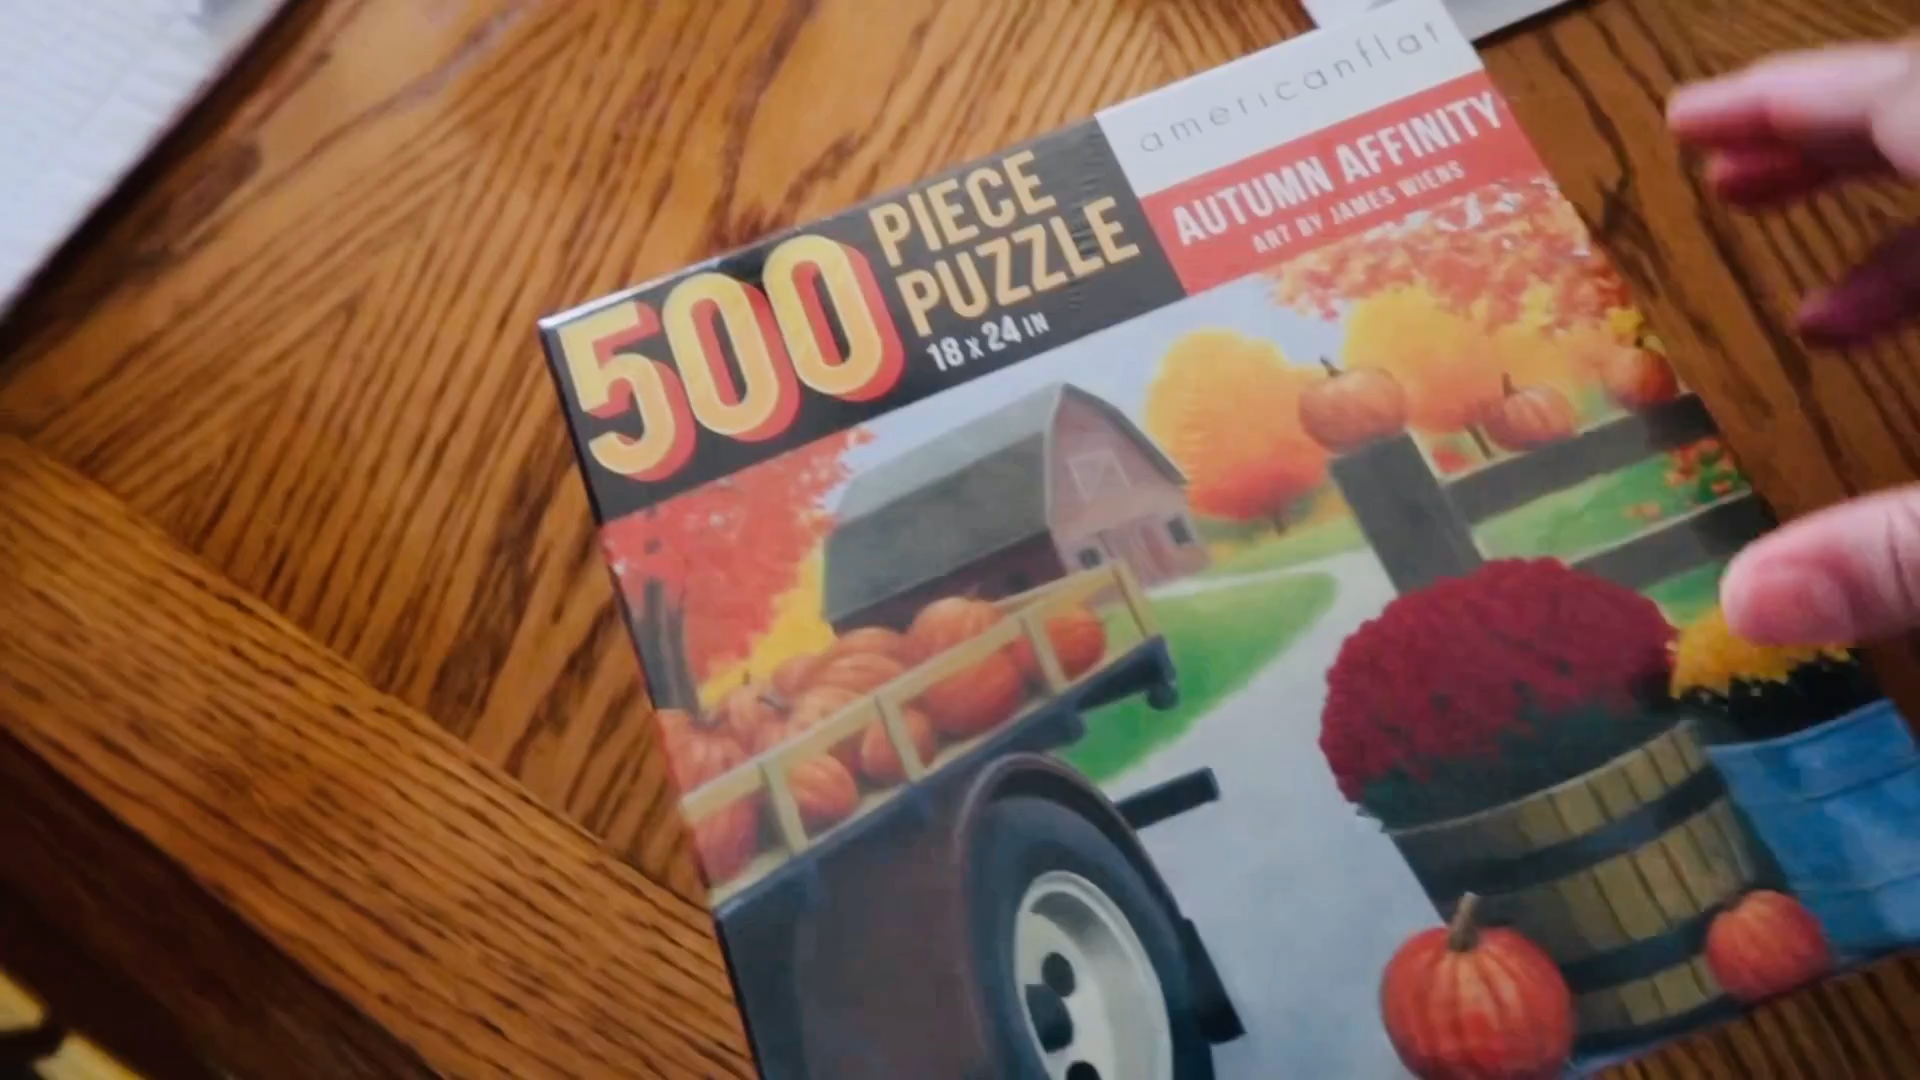 americanflat
500
PIECE
PUZZLE
18 x 24 IN
AUTUMN AFFINITY
ART BY JAMES WIENS